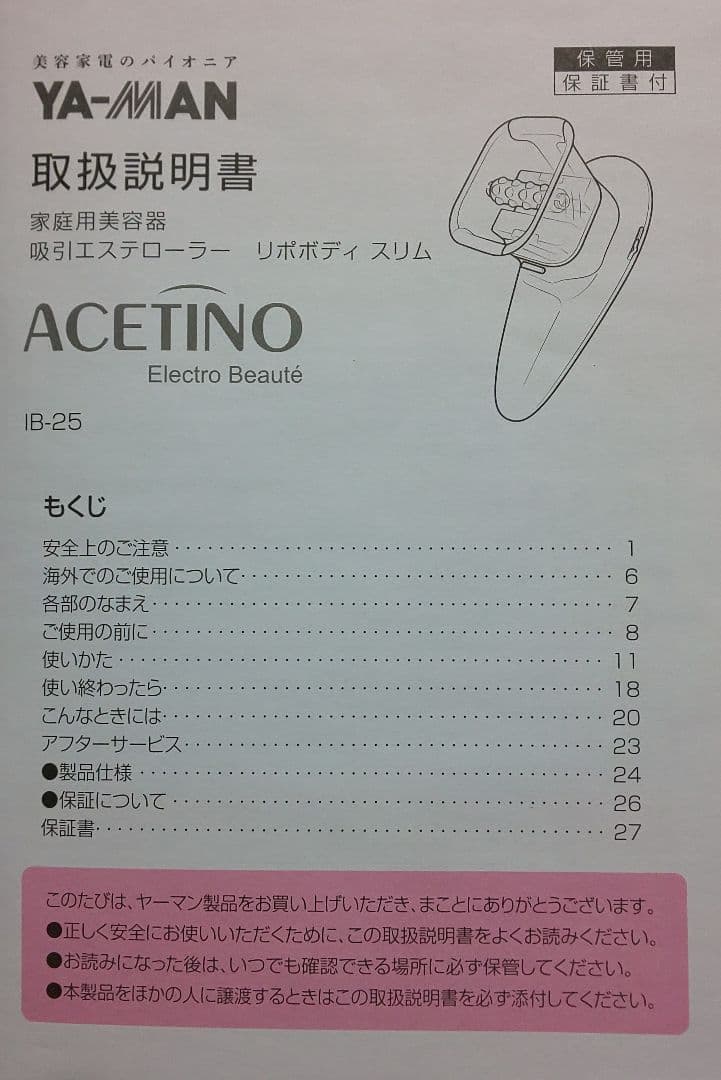 美容家電のパイオニア
YA-MAN
保管用
保証書付
取扱説明書
家庭用美容器
吸引エステローラー　リポボディ スリム
ACETINO
Electro Beauté
IB-25
もくじ
安全上のご注意 ······································ 1
海外でのご使用について ······························ 6
各部のなまえ ········································ 7
ご使用の前に ········································ 8
使いかた ············································ 11
使い終わったら ······································ 18
こんなときには ······································ 20
アフターサービス ···································· 23
●製品仕様 ·········································· 24
●保証について ······································ 26
保証書 ·············································· 27
このたびは、ヤーマン製品をお買い上げいただき、まことにありがとうございます。
●正しく安全にお使いいただくために、この取扱説明書をよくお読みください。
●お読みになった後は、いつでも確認できる場所に必ず保管してください。
●本製品をほかの人に譲渡するときはこの取扱説明書を必ず添付してください。